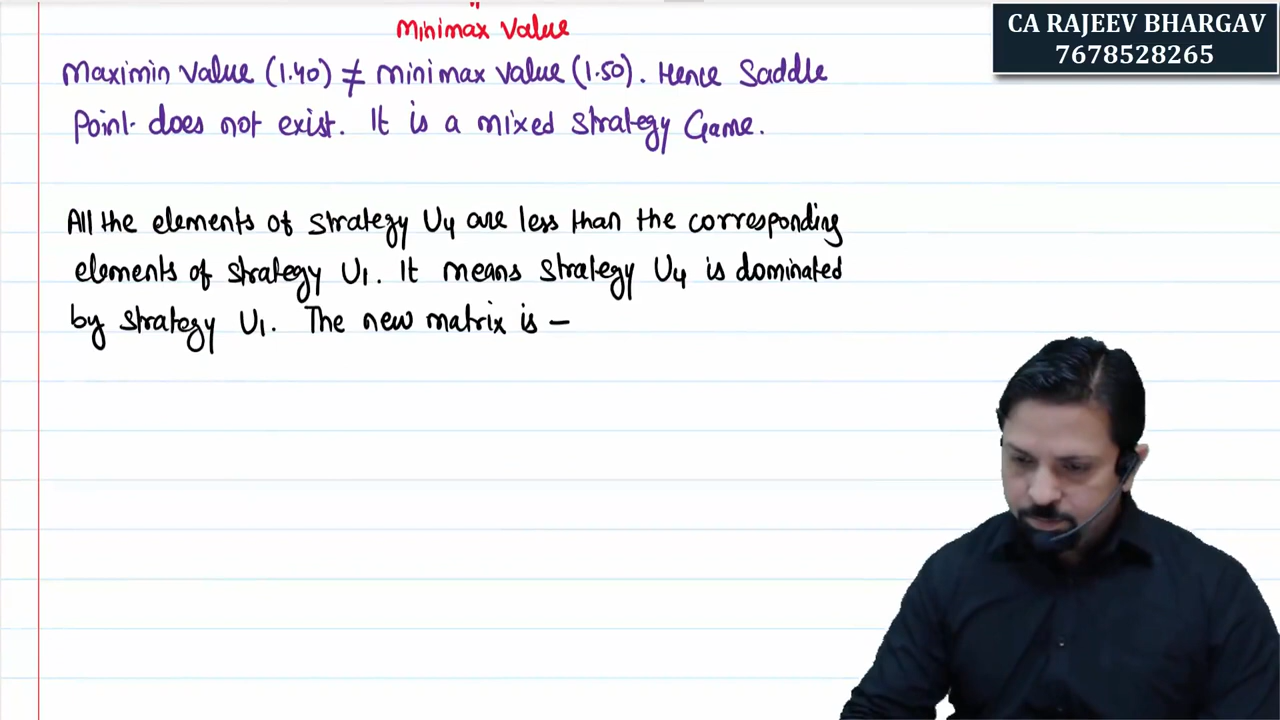 Minimax Value
CA RAJEEV BHARGAV
7678528265
Maximin Value (1.40) ≠ minimax value (1.50). Hence Saddle
Point does not exist. It is a mixed strategy Game.
All the elements of strategy U4 are less than the corresponding
elements of strategy U1. It means strategy U4 is dominated
by strategy U1. The new matrix is –